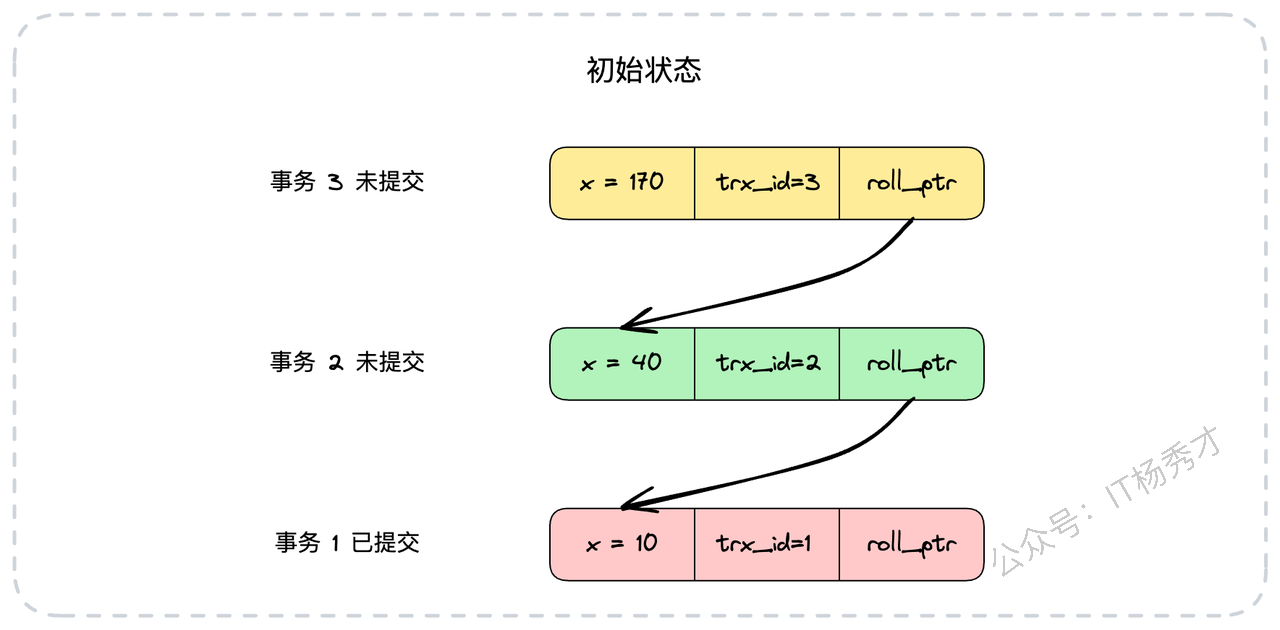 初始状态
事务 3 未提交
x = 170
trx_id=3
roll_ptr
事务 2 未提交
x = 40
trx_id=2
roll_ptr
事务 1 已提交
x = 10
trx_id=1
roll_ptr
公众号：IT杨秀才